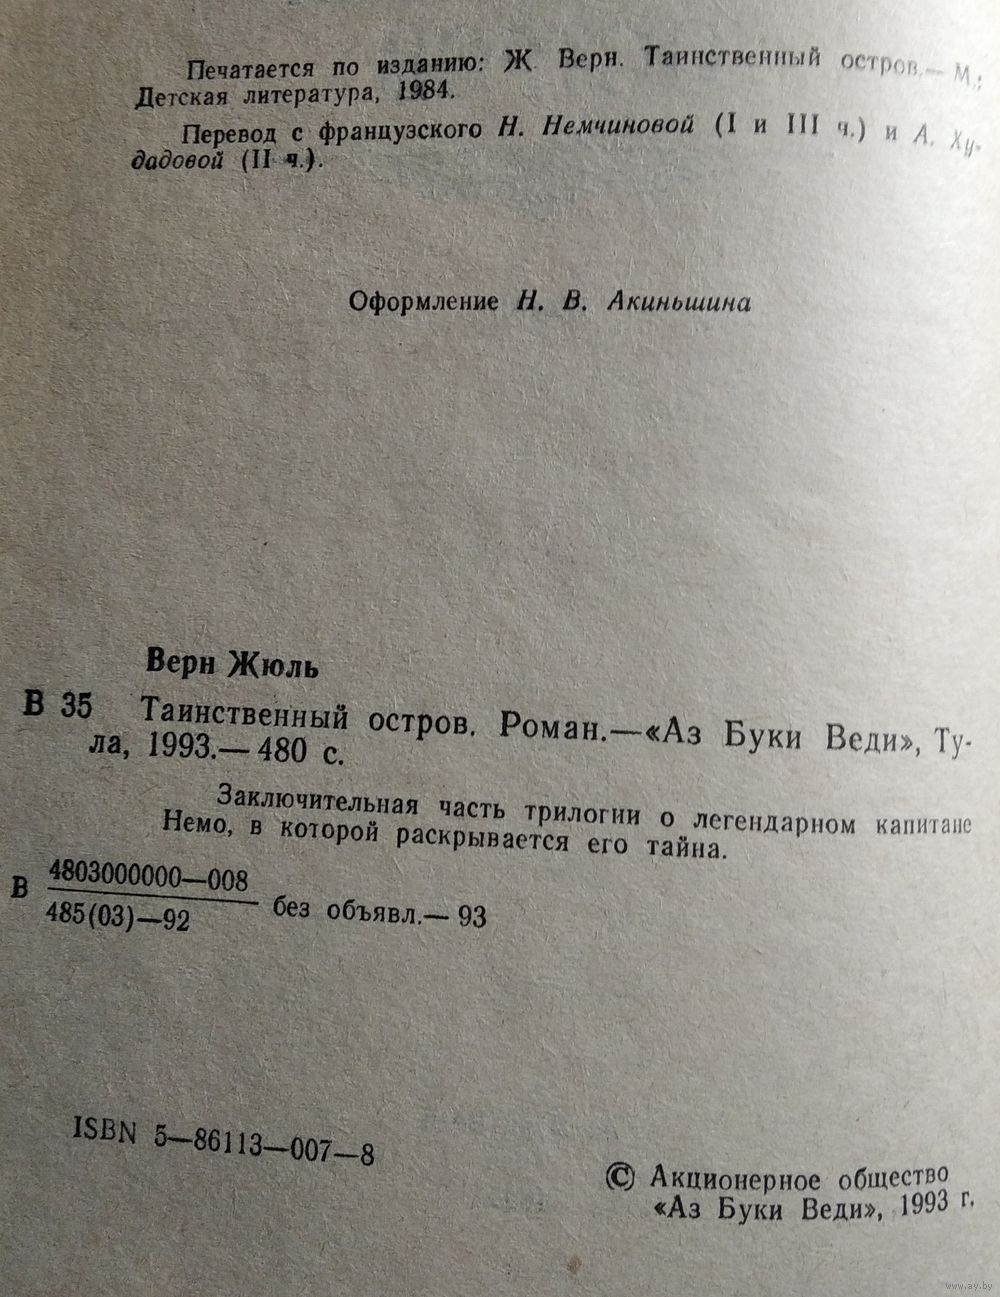 Печатается по изданию: Ж. Верн. Таинственный остров.— М.;
Детская литература, 1984.
Перевод с французского Н. Немчиновой (I и III ч.) и А. Ху-
дадовой (II ч.).
Оформление Н. В. Акиньшина
Верн Жюль
В 35 Таинственный остров. Роман.—«Аз Буки Веди», Ту-
ла, 1993.— 480 с.
Заключительная часть трилогии о легендарном капитане
Немо, в которой раскрывается его тайна.
4803000000—008
В без объявл.— 93
485(03)—92
ISBN 5—86113—007—8
© Акционерное общество
«Аз Буки Веди», 1993 г.
www.ay.by